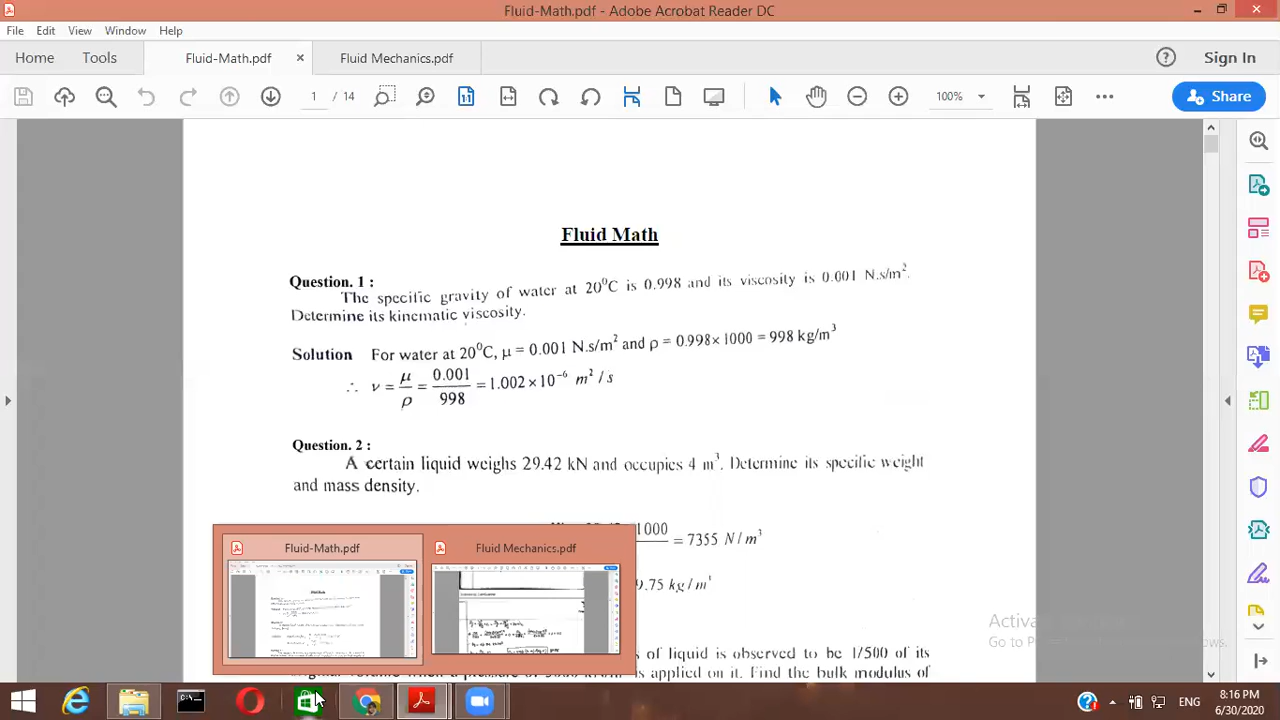 Fluid-Math.pdf - Adobe Acrobat Reader DC
File Edit View Window Help
Home Tools Fluid-Math.pdf × Fluid Mechanics.pdf Sign In
1 / 14 100% Share
Fluid Math
Question. 1 :
The specific gravity of water at 20⁰C is 0.998 and its viscosity is 0.001 N.s/m².
Determine its kinematic viscosity.
Solution For water at 20⁰C, μ = 0.001 N.s/m² and ρ = 0.998×1000 = 998 kg/m³
∴ ν = μ/ρ = 0.001/998 = 1.002×10⁻⁶ m²/s
Question. 2 :
A certain liquid weighs 29.42 kN and occupies 4 m³. Determine its specific weight
and mass density.
1000 = 7355 N/m³
9.75 kg/m³
s of liquid is observed to be 1/500 of its
is applied on it. Find the bulk modulus of
Fluid-Math.pdf Fluid Mechanics.pdf
Activa
Go to P ndows.
ENG
8:16 PM
6/30/2020